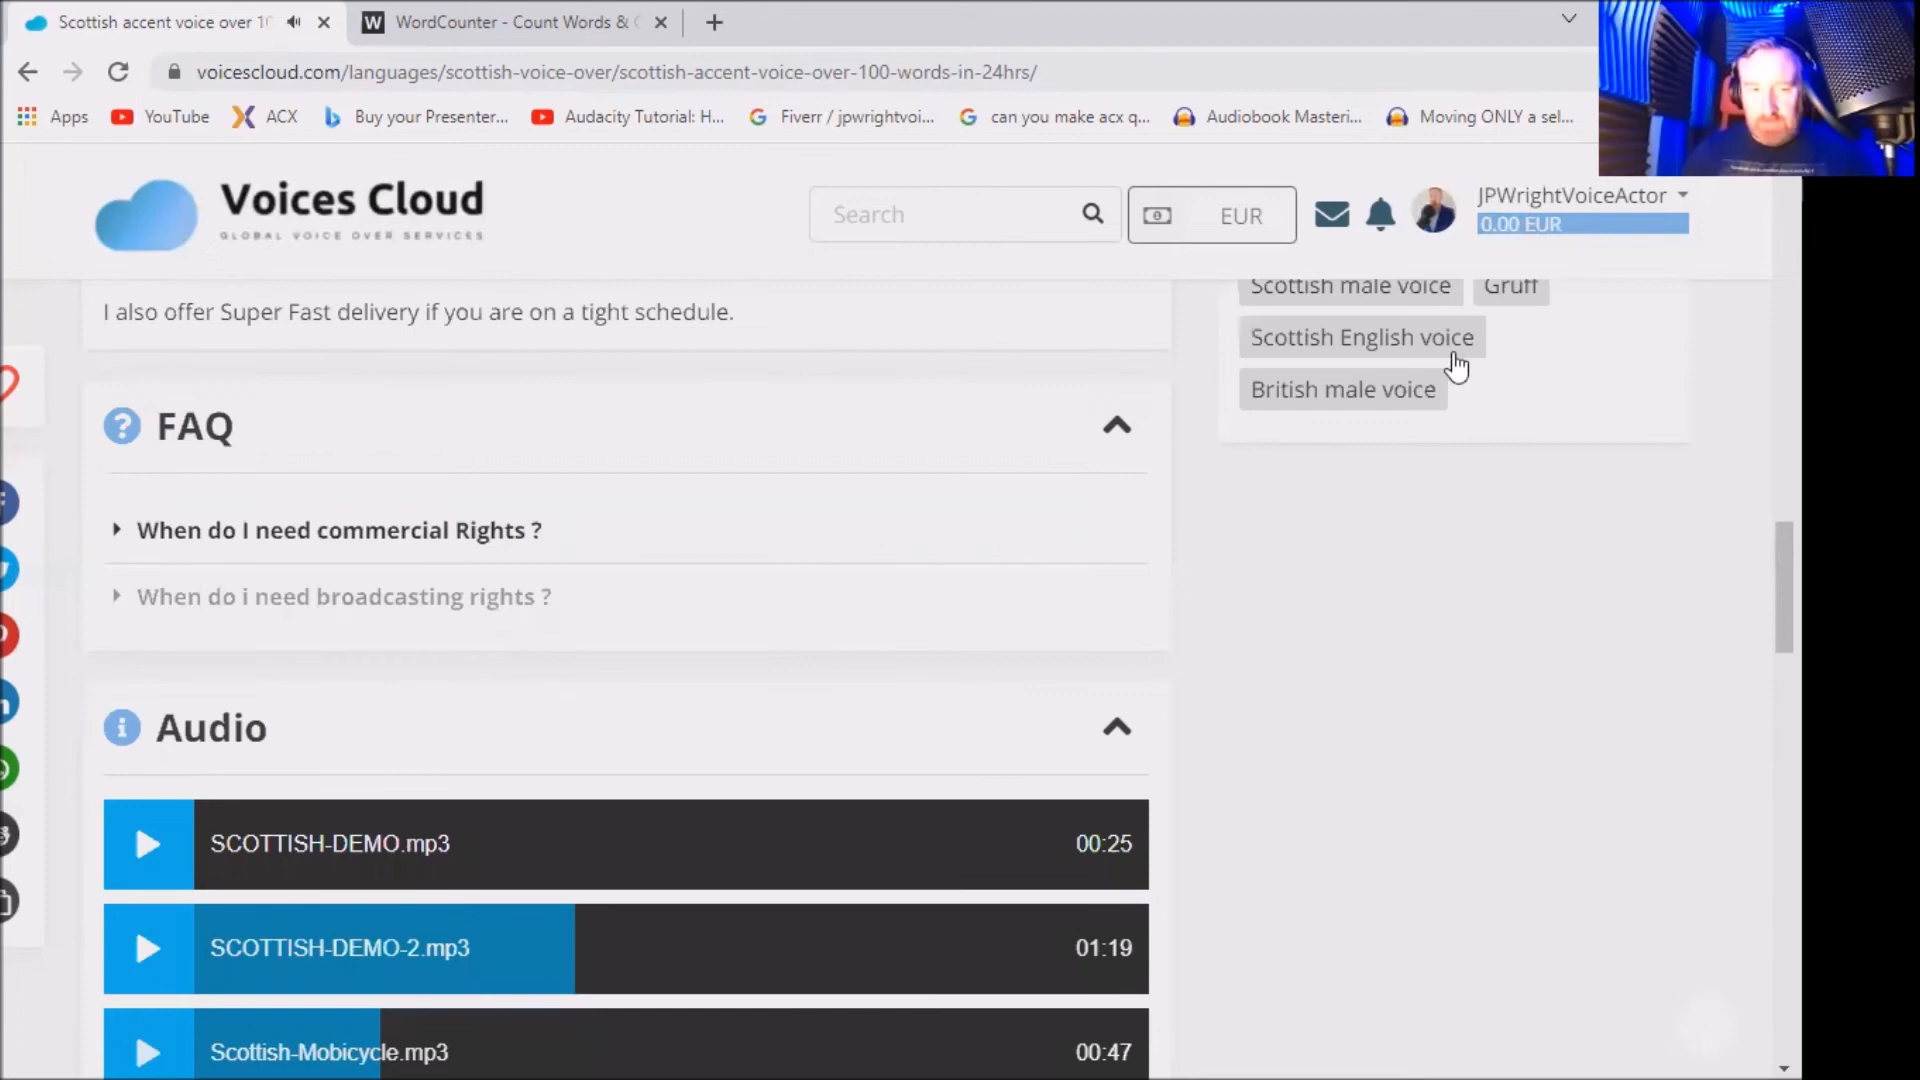 Scottish accent voice over 10
WordCounter - Count Words &
voicescloud.com/languages/scottish-voice-over/scottish-accent-voice-over-100-words-in-24hrs/
Apps
YouTube
ACX
Buy your Presenter...
Audacity Tutorial: H...
Fiverr / jpwrightvoi...
can you make acx q...
Audiobook Masteri...
Moving ONLY a sel...
Voices Cloud
GLOBAL VOICE OVER SERVICES
Search
EUR
JPWrightVoiceActor
0.00 EUR
Scottish male voice
Gruff
I also offer Super Fast delivery if you are on a tight schedule.
Scottish English voice
British male voice
FAQ
When do I need commercial Rights ?
When do i need broadcasting rights ?
Audio
SCOTTISH-DEMO.mp3 00:25
SCOTTISH-DEMO-2.mp3 01:19
Scottish-Mobicycle.mp3 00:47